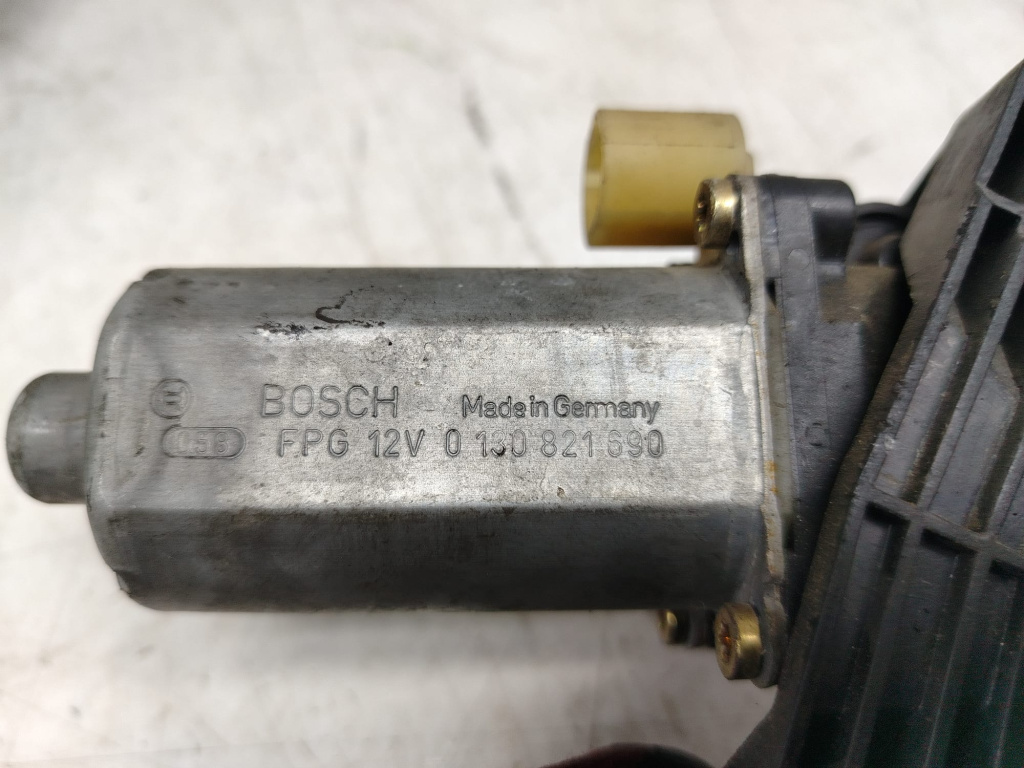 BOSCH Made in Germany
FPG 12V 0 130 821 690